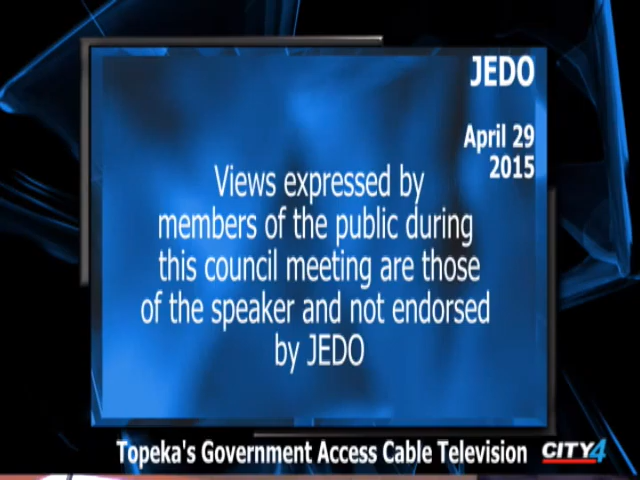 JEDO
April 29
2015
Views expressed by
members of the public during
this council meeting are those
of the speaker and not endorsed
by JEDO
Topeka's Government Access Cable Television CITY4